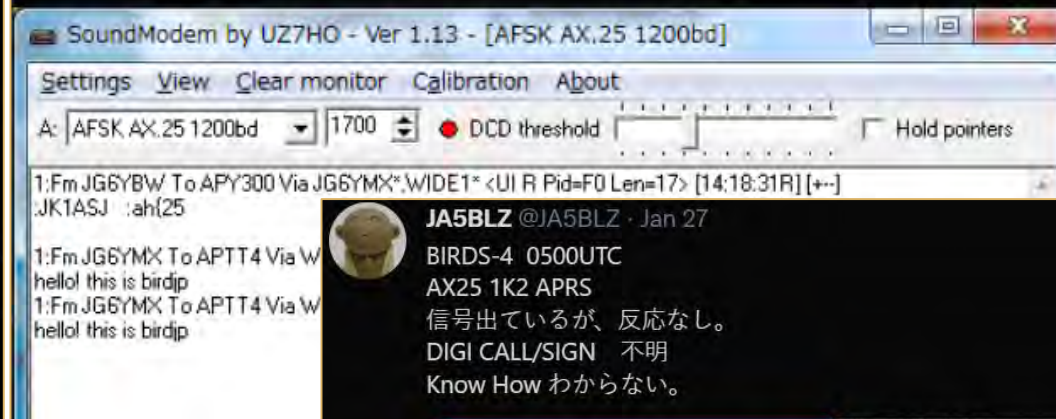 SoundModem by UZ7HO - Ver 1.13 - [AFSK AX.25 1200bd]
Settings View Clear monitor Calibration About
A: AFSK AX.25 1200bd 1700 DCD threshold Hold pointers
1:Fm JG6YBW To APY300 Via JG6YMX*,WIDE1* <UI R Pid=F0 Len=17> [14:18:31R] [+--]
:JK1ASJ :ah{25
1:Fm JG6YMX To APTT4 Via W
hello! this is birdjp
1:Fm JG6YMX To APTT4 Via W
hello! this is birdjp
JA5BLZ @JA5BLZ · Jan 27
BIRDS-4 0500UTC
AX25 1K2 APRS
信号出ているが、反応なし。
DIGI CALL/SIGN 不明
Know How わからない。